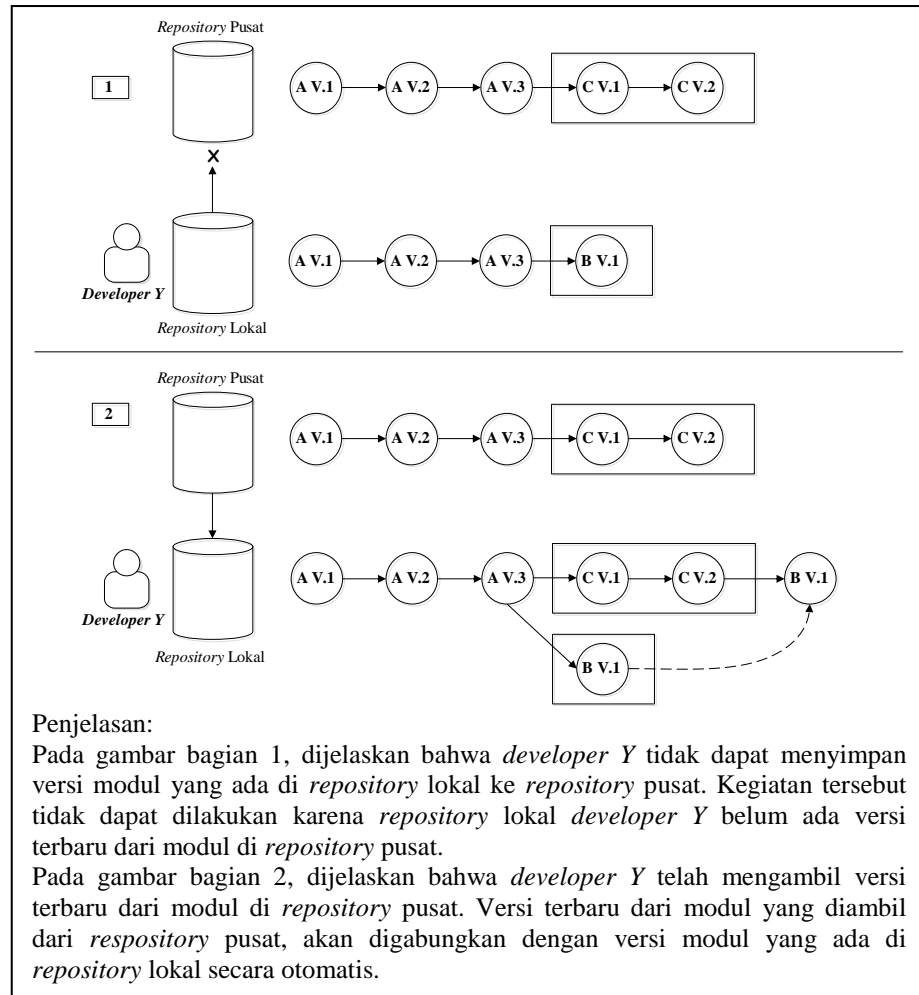 Repository Pusat
1
A V.1 A V.2 A V.3 C V.1 C V.2
X
A V.1 A V.2 A V.3 B V.1
Developer Y
Repository Lokal
Repository Pusat
2
A V.1 A V.2 A V.3 C V.1 C V.2
A V.1 A V.2 A V.3 C V.1 C V.2 B V.1
Developer Y
B V.1
Repository Lokal
Penjelasan:
Pada gambar bagian 1, dijelaskan bahwa developer Y tidak dapat menyimpan
versi modul yang ada di repository lokal ke repository pusat. Kegiatan tersebut
tidak dapat dilakukan karena repository lokal developer Y belum ada versi
terbaru dari modul di repository pusat.
Pada gambar bagian 2, dijelaskan bahwa developer Y telah mengambil versi
terbaru dari modul di repository pusat. Versi terbaru dari modul yang diambil
dari respository pusat, akan digabungkan dengan versi modul yang ada di
repository lokal secara otomatis.